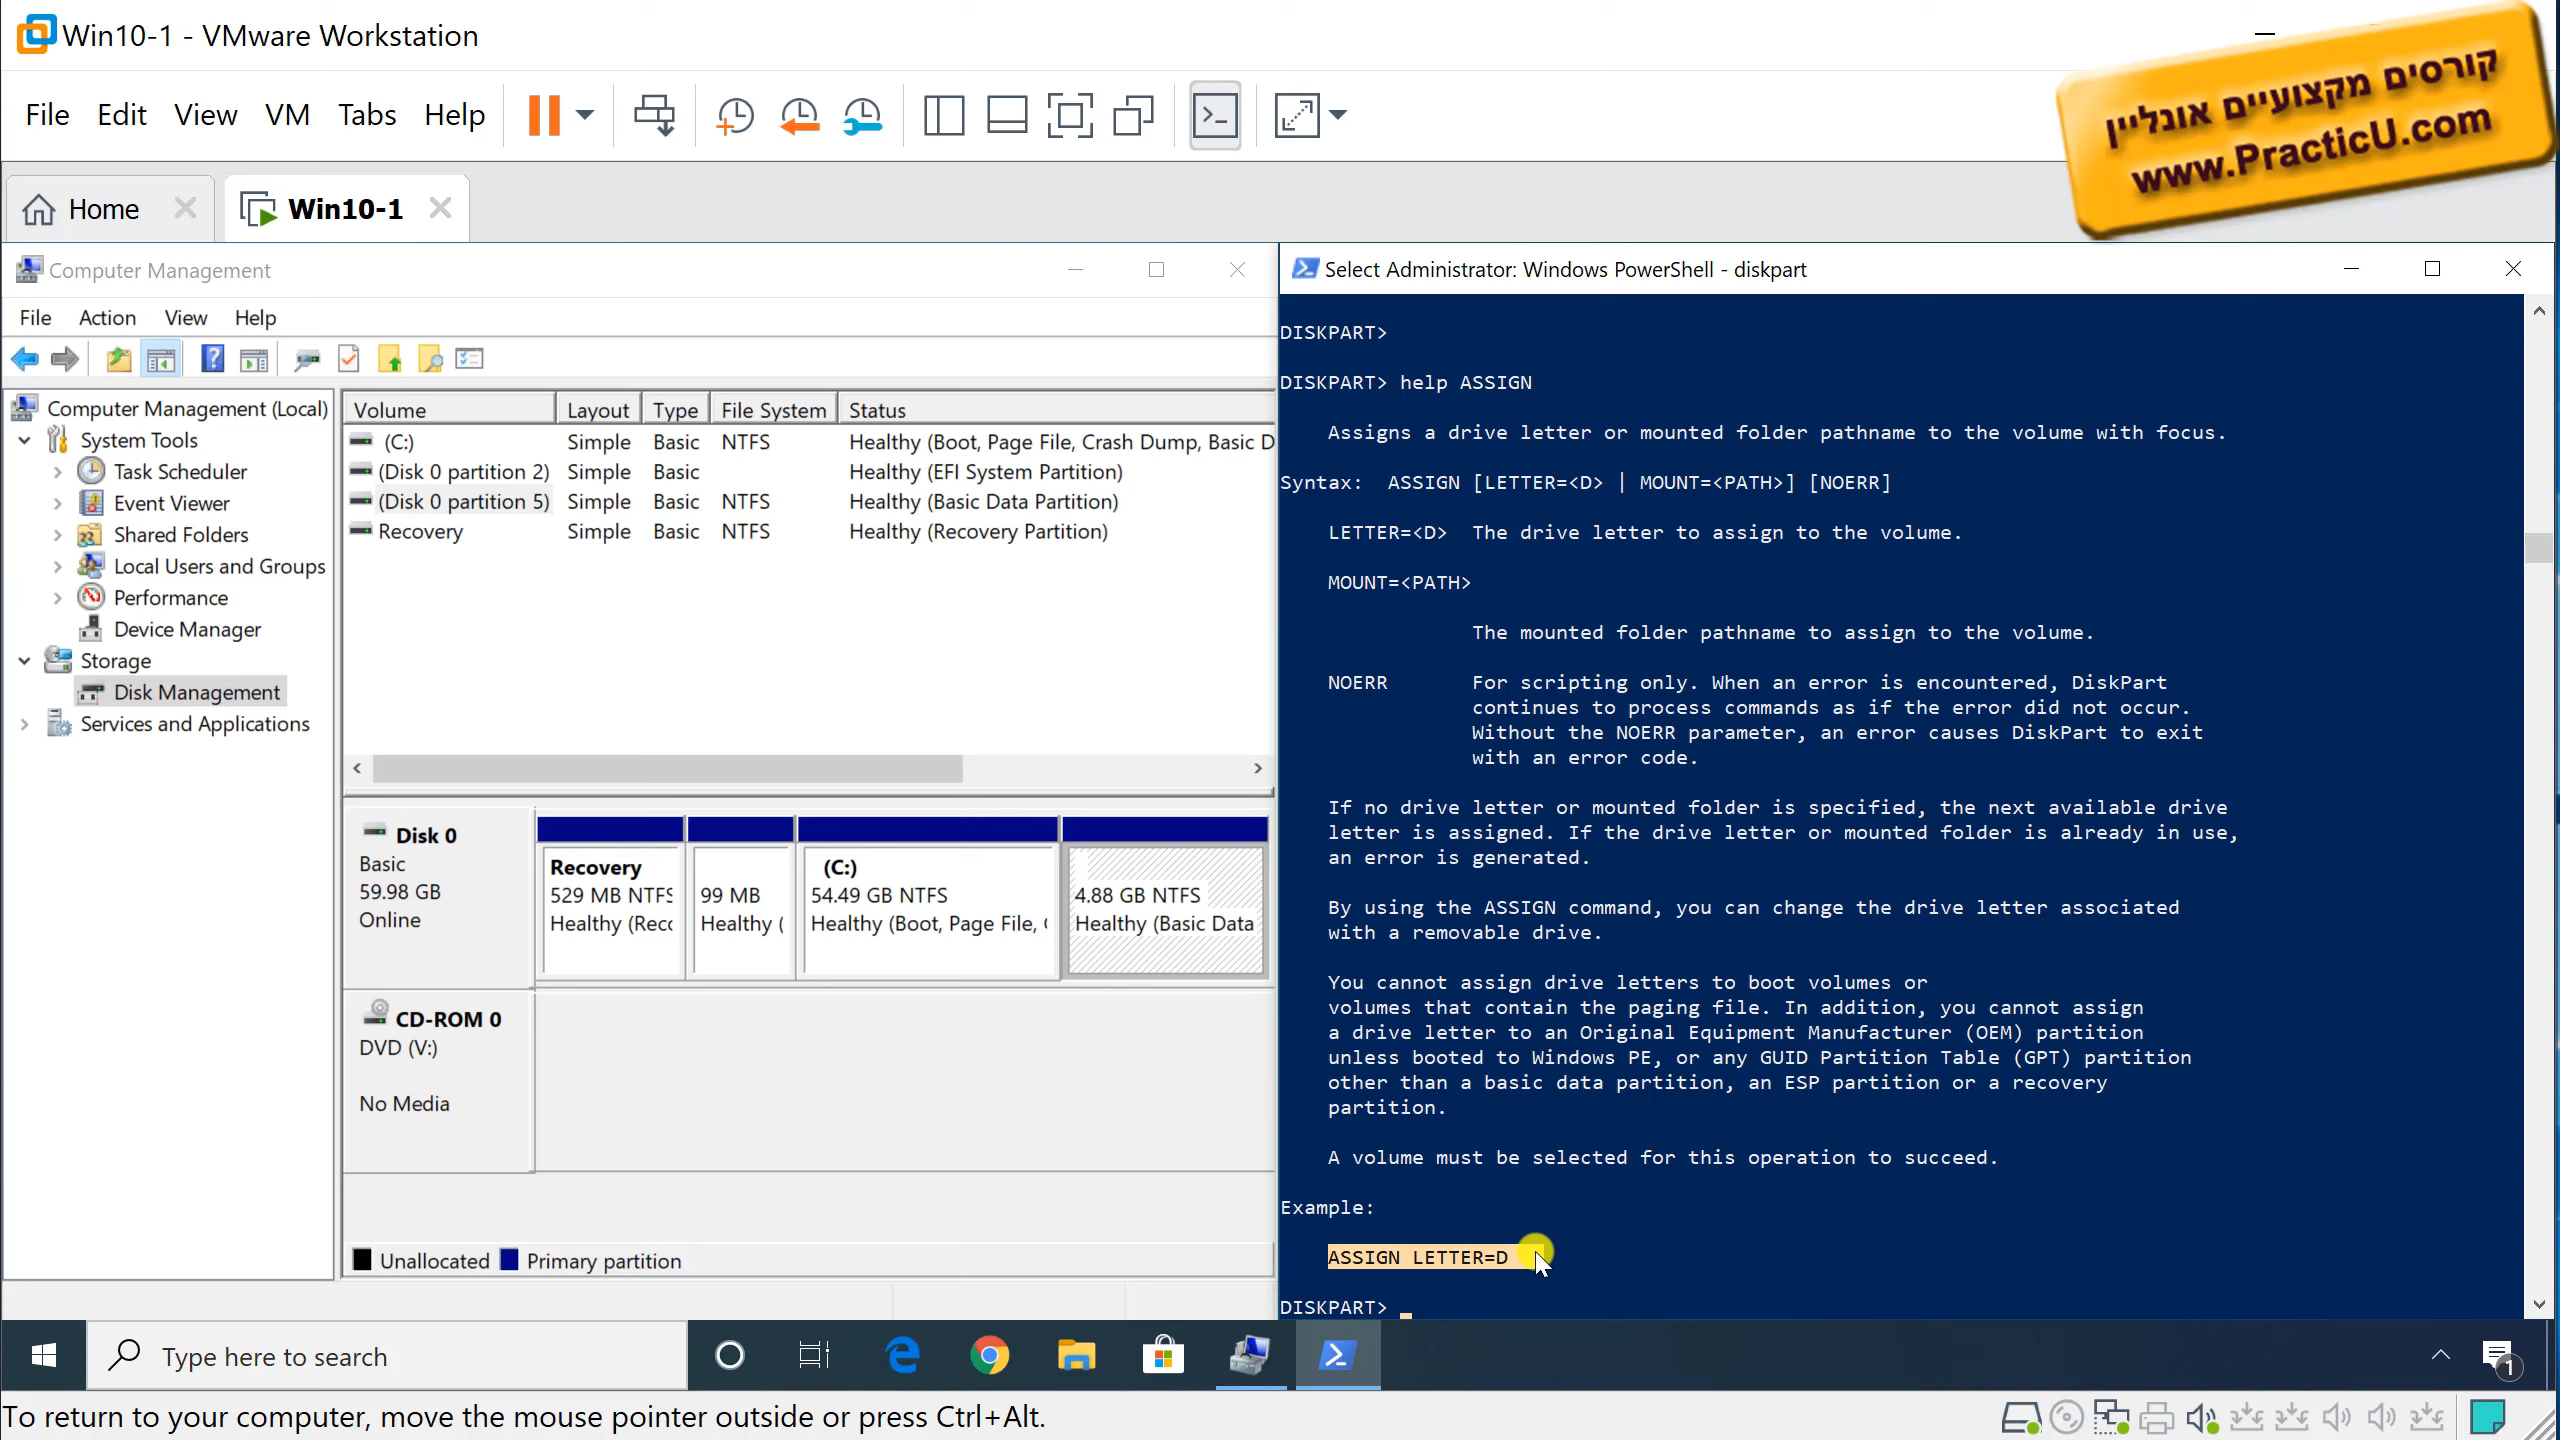 Win10-1 - VMware Workstation
קורסים מקצועיים אונליין
www.PracticU.com
File Edit View VM Tabs Help
Home
Win10-1
Computer Management
File Action View Help
Computer Management (Local)
System Tools
Task Scheduler
Event Viewer
Shared Folders
Local Users and Groups
Performance
Device Manager
Storage
Disk Management
Services and Applications
Volume Layout Type File System Status
(C:) Simple Basic NTFS Healthy (Boot, Page File, Crash Dump, Basic D
(Disk 0 partition 2) Simple Basic Healthy (EFI System Partition)
(Disk 0 partition 5) Simple Basic NTFS Healthy (Basic Data Partition)
Recovery Simple Basic NTFS Healthy (Recovery Partition)
Disk 0
Basic
59.98 GB
Online
Recovery
529 MB NTFS
Healthy (Reco
99 MB
Healthy (
(C:)
54.49 GB NTFS
Healthy (Boot, Page File, (
4.88 GB NTFS
Healthy (Basic Data
CD-ROM 0
DVD (V:)
No Media
Unallocated Primary partition
Select Administrator: Windows PowerShell - diskpart
DISKPART>
DISKPART> help ASSIGN
Assigns a drive letter or mounted folder pathname to the volume with focus.
Syntax: ASSIGN [LETTER=<D> | MOUNT=<PATH>] [NOERR]
LETTER=<D> The drive letter to assign to the volume.
MOUNT=<PATH>
The mounted folder pathname to assign to the volume.
NOERR For scripting only. When an error is encountered, DiskPart
continues to process commands as if the error did not occur.
Without the NOERR parameter, an error causes DiskPart to exit
with an error code.
If no drive letter or mounted folder is specified, the next available drive
letter is assigned. If the drive letter or mounted folder is already in use,
an error is generated.
By using the ASSIGN command, you can change the drive letter associated
with a removable drive.
You cannot assign drive letters to boot volumes or
volumes that contain the paging file. In addition, you cannot assign
a drive letter to an Original Equipment Manufacturer (OEM) partition
unless booted to Windows PE, or any GUID Partition Table (GPT) partition
other than a basic data partition, an ESP partition or a recovery
partition.
A volume must be selected for this operation to succeed.
Example:
ASSIGN LETTER=D
DISKPART>
Type here to search
1
To return to your computer, move the mouse pointer outside or press Ctrl+Alt.